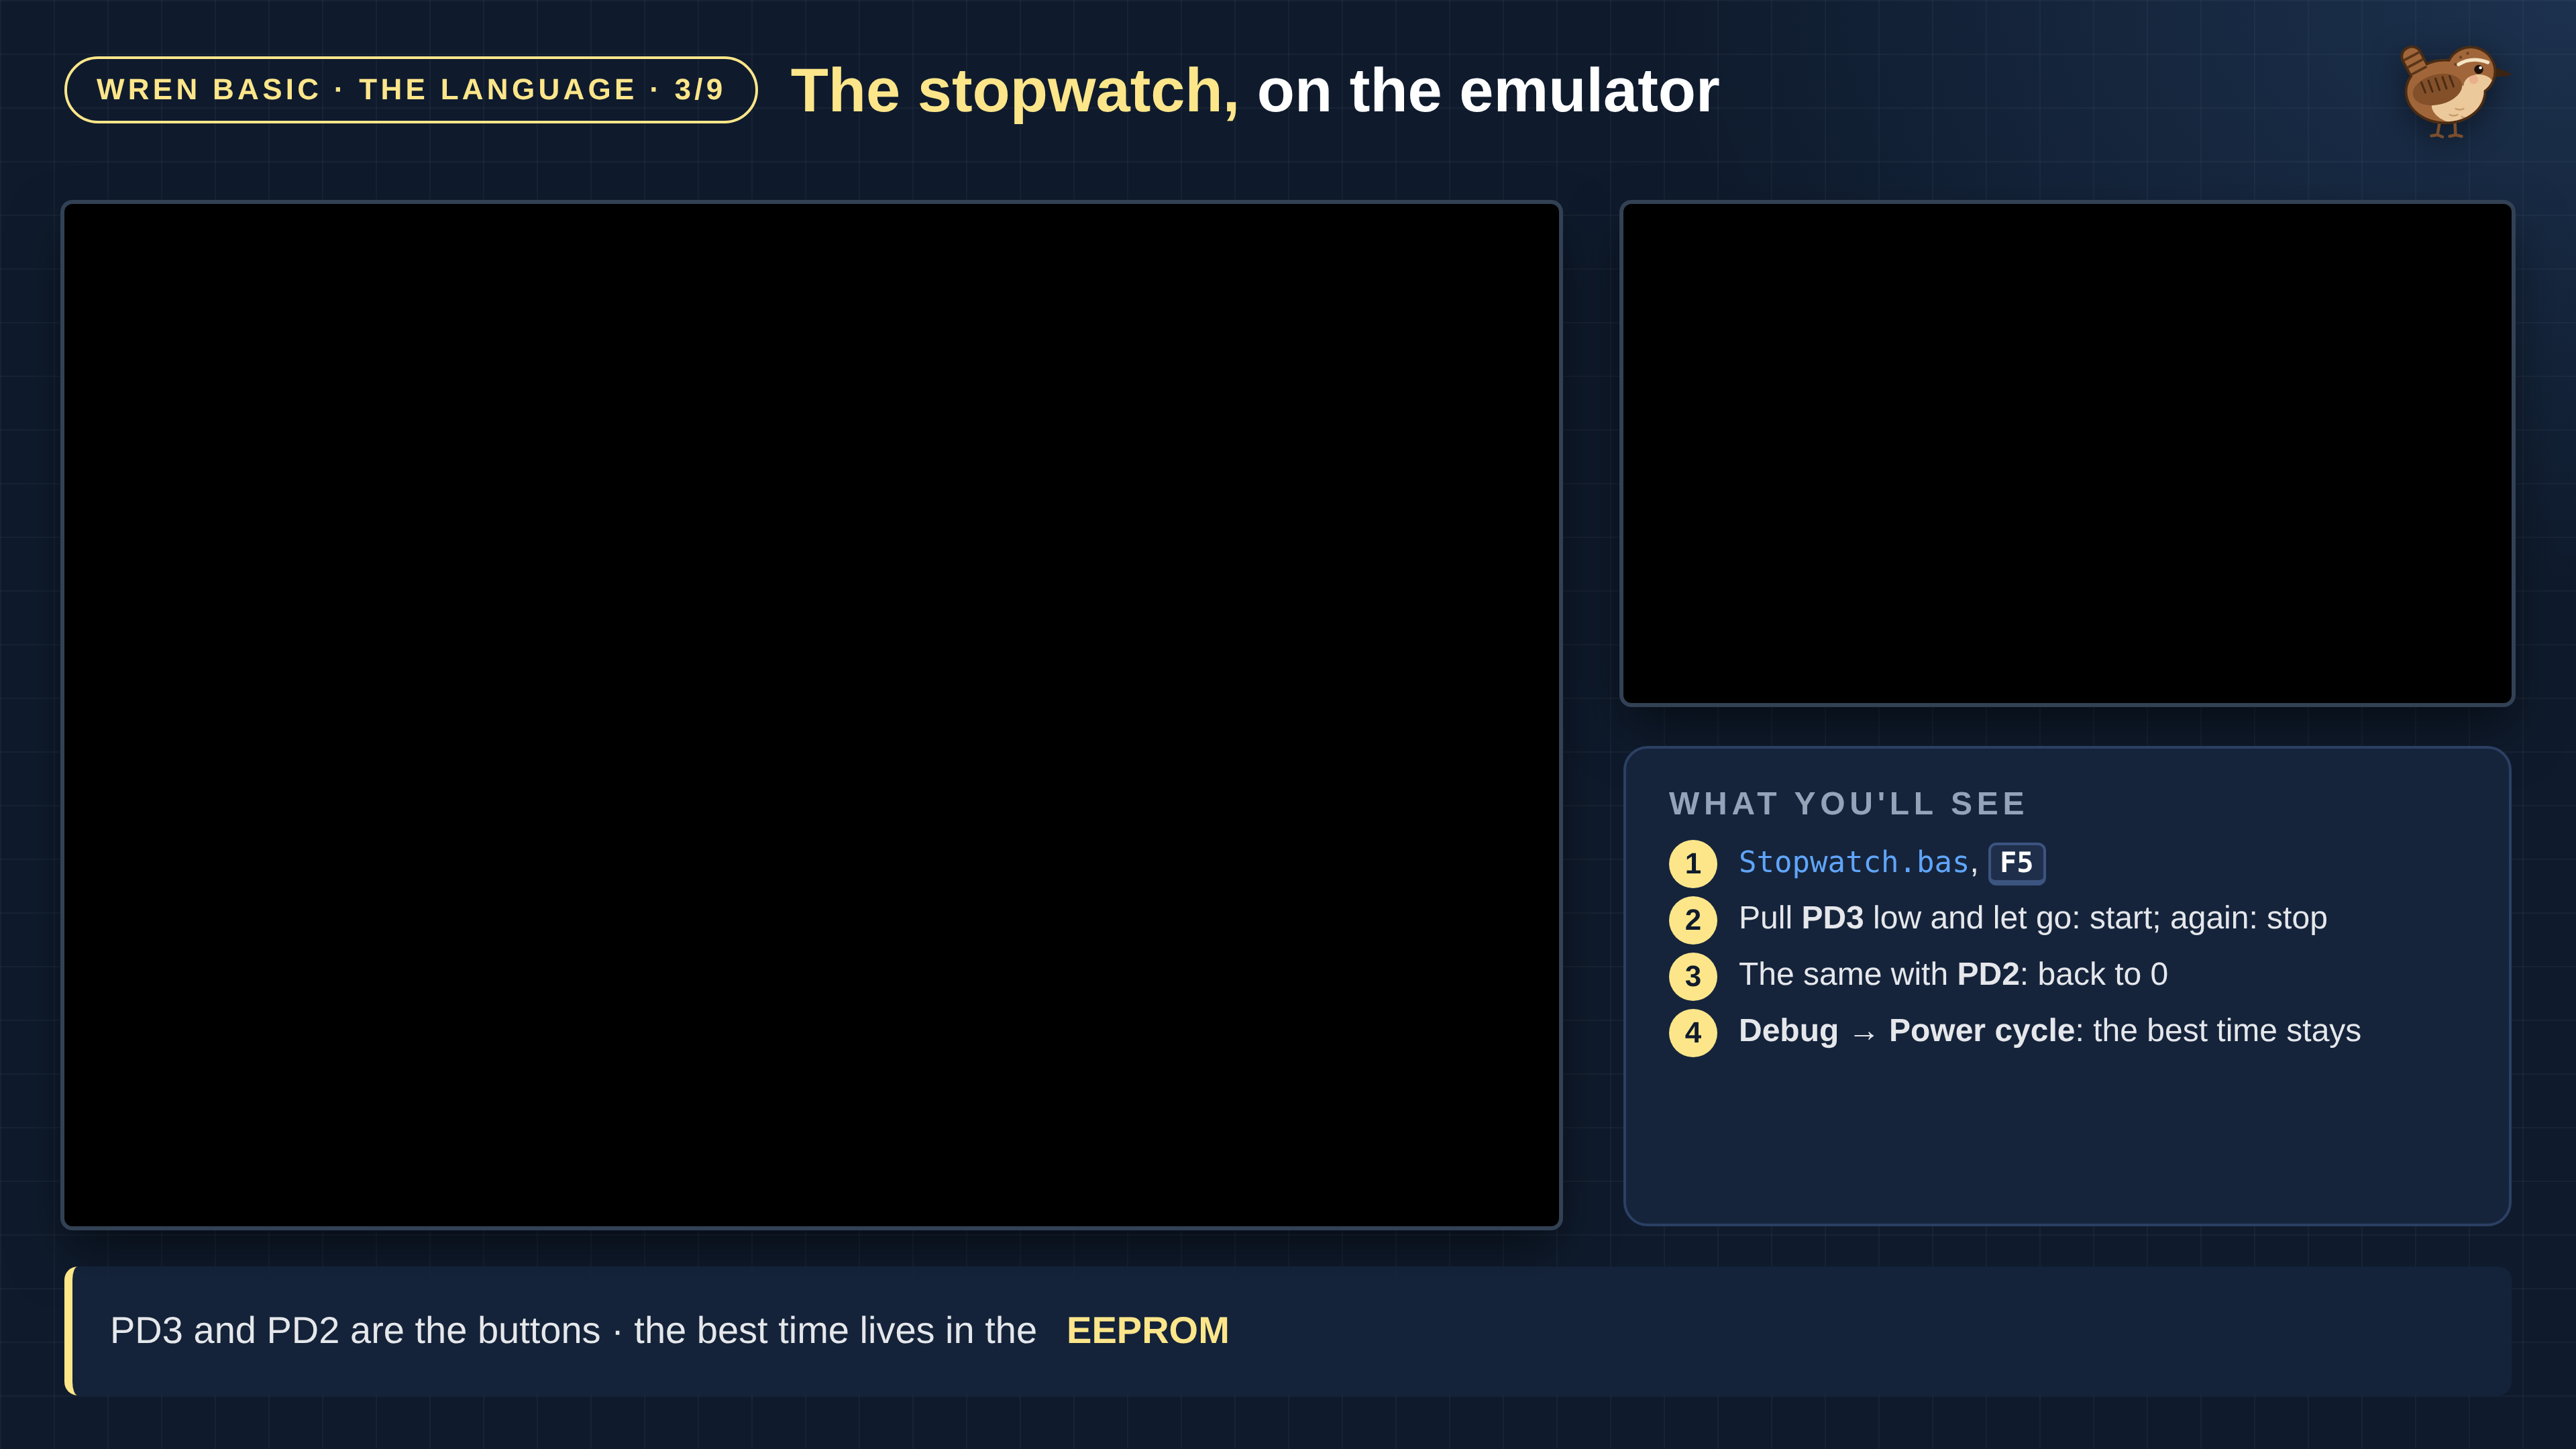 WREN BASIC · THE LANGUAGE · 3/9
The stopwatch, on the emulator
WHAT YOU'LL SEE
1 Stopwatch.bas, F5
2 Pull PD3 low and let go: start; again: stop
3 The same with PD2: back to 0
4 Debug → Power cycle: the best time stays
PD3 and PD2 are the buttons · the best time lives in the EEPROM